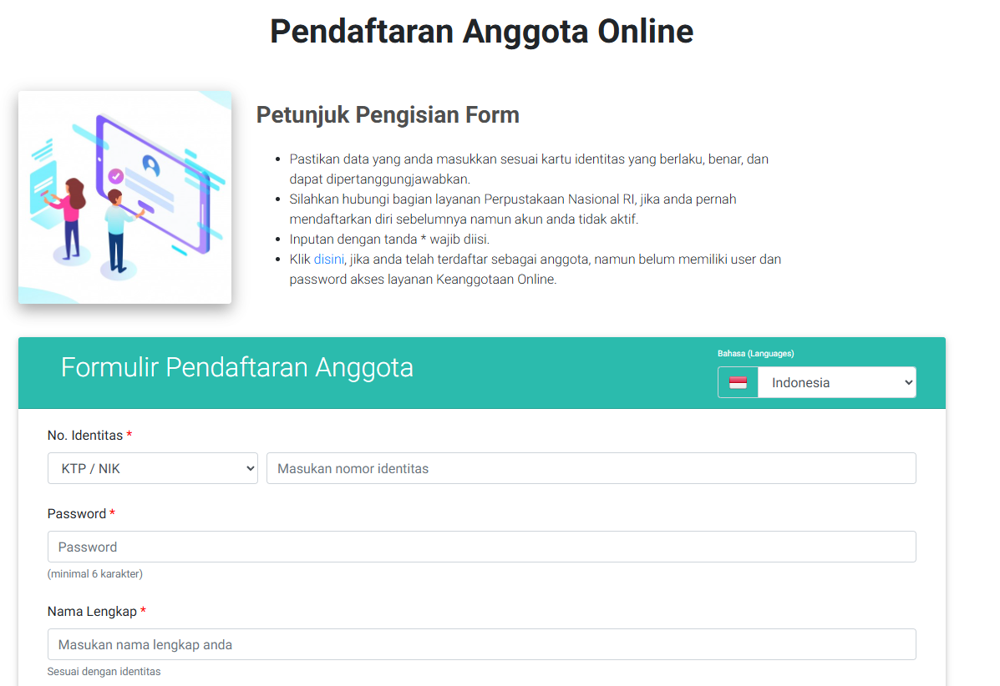 Pendaftaran Anggota Online
Petunjuk Pengisian Form
Pastikan data yang anda masukkan sesuai kartu identitas yang berlaku, benar, dan
dapat dipertanggungjawabkan.
Silahkan hubungi bagian layanan Perpustakaan Nasional RI, jika anda pernah
mendaftarkan diri sebelumnya namun akun anda tidak aktif.
Inputan dengan tanda * wajib diisi.
Klik disini, jika anda telah terdaftar sebagai anggota, namun belum memiliki user dan
password akses layanan Keanggotaan Online.
Formulir Pendaftaran Anggota
Bahasa (Languages)
Indonesia
No. Identitas *
KTP / NIK
Masukan nomor identitas
Password *
Password
(minimal 6 karakter)
Nama Lengkap *
Masukan nama lengkap anda
Sesuai dengan identitas